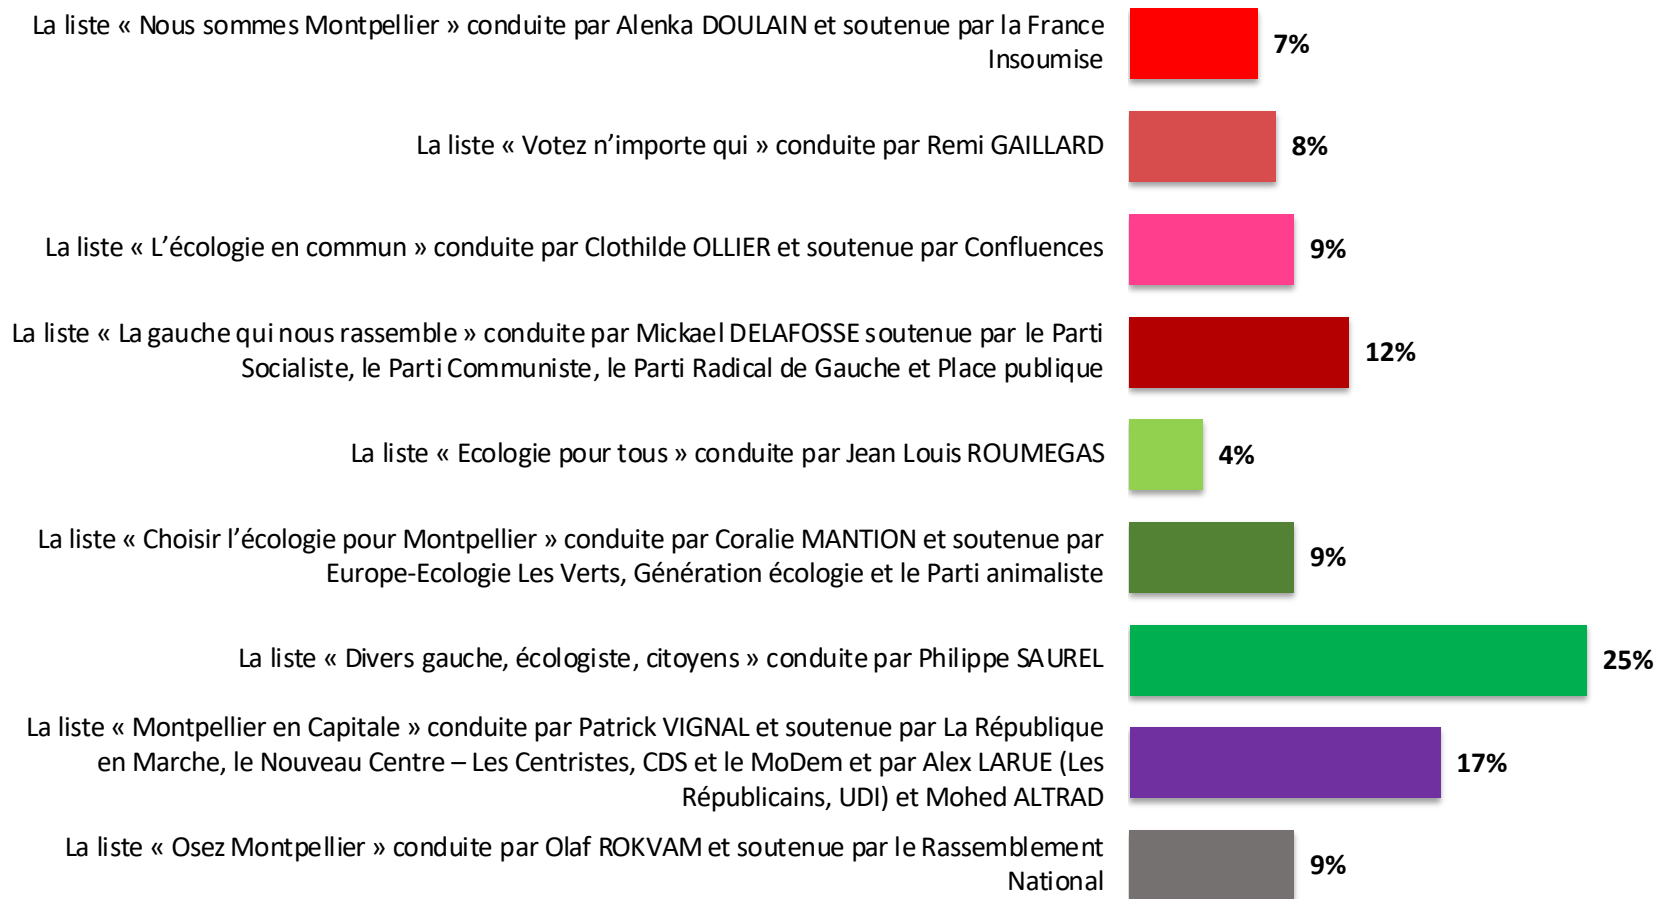 La liste « Nous sommes Montpellier » conduite par Alenka DOULAIN et soutenue par la France
Insoumise
7%
La liste « Votez n’importe qui » conduite par Remi GAILLARD
8%
La liste « L’écologie en commun » conduite par Clothilde OLLIER et soutenue par Confluences
9%
La liste « La gauche qui nous rassemble » conduite par Mickael DELAFOSSE soutenue par le Parti
Socialiste, le Parti Communiste, le Parti Radical de Gauche et Place publique
12%
La liste « Ecologie pour tous » conduite par Jean Louis ROUMEGAS
4%
La liste « Choisir l’écologie pour Montpellier » conduite par Coralie MANTION et soutenue par
Europe-Ecologie Les Verts, Génération écologie et le Parti animaliste
9%
La liste « Divers gauche, écologiste, citoyens » conduite par Philippe SAUREL
25%
La liste « Montpellier en Capitale » conduite par Patrick VIGNAL et soutenue par La République
en Marche, le Nouveau Centre – Les Centristes, CDS et le MoDem et par Alex LARUE (Les
Républicains, UDI) et Mohed ALTRAD
17%
La liste « Osez Montpellier » conduite par Olaf ROKVAM et soutenue par le Rassemblement
National
9%